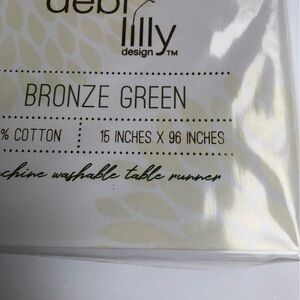 debi
lilly
design™
BRONZE GREEN
% COTTON
15 INCHES X 96 INCHES
chine washable table runner